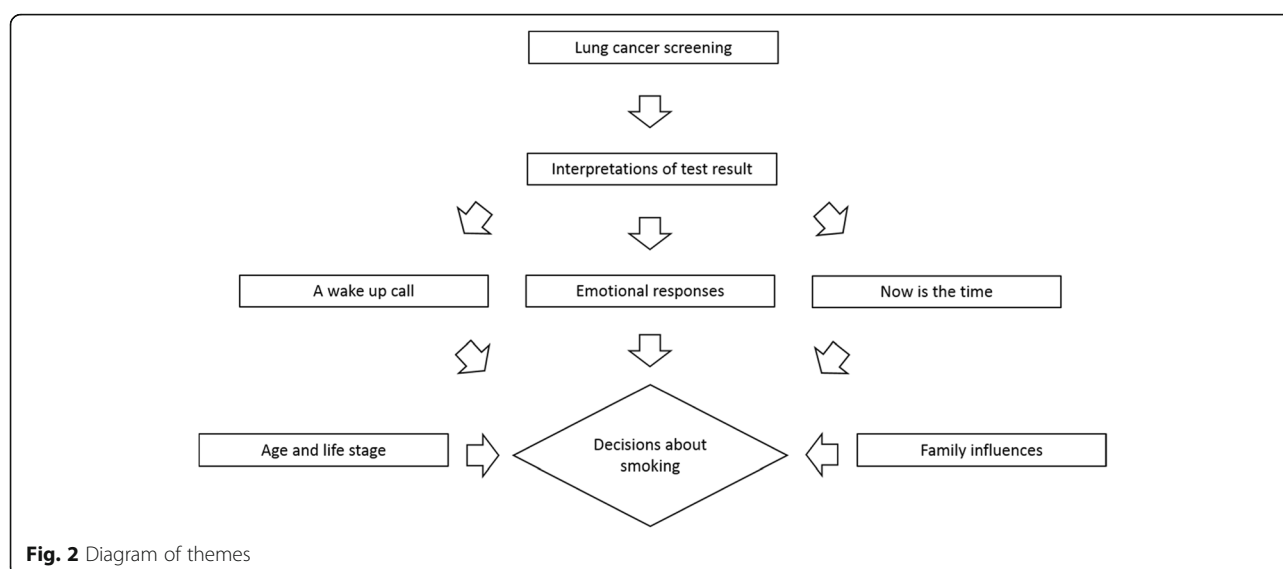 Lung cancer screening
Interpretations of test result
A wake up call
Emotional responses
Now is the time
Age and life stage
Decisions about
smoking
Family influences
Fig. 2 Diagram of themes